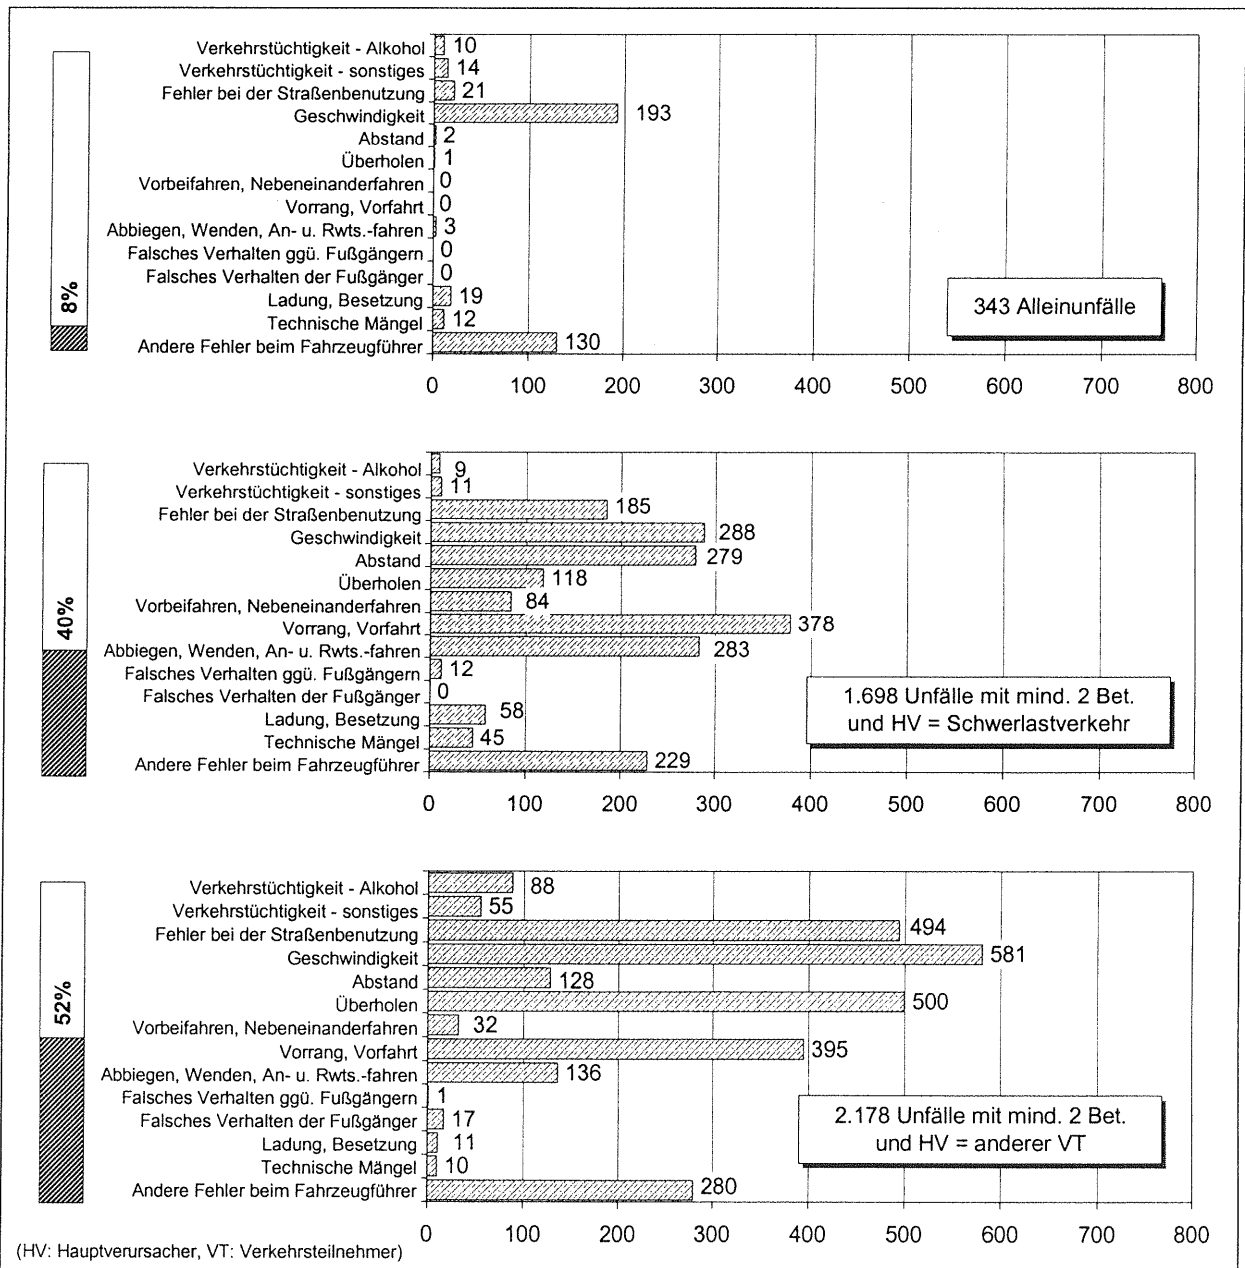 8%
Verkehrstüchtigkeit - Alkohol 10
Verkehrstüchtigkeit - sonstiges 14
Fehler bei der Straßenbenutzung 21
Geschwindigkeit 193
Abstand 2
Überholen 1
Vorbeifahren, Nebeneinanderfahren 0
Vorrang, Vorfahrt 0
Abbiegen, Wenden, An- u. Rwts.-fahren 3
Falsches Verhalten ggü. Fußgängern 0
Falsches Verhalten der Fußgänger 0
Ladung, Besetzung 19
Technische Mängel 12
Andere Fehler beim Fahrzeugführer 130
343 Alleinunfälle
0 100 200 300 400 500 600 700 800
40%
Verkehrstüchtigkeit - Alkohol 9
Verkehrstüchtigkeit - sonstiges 11
Fehler bei der Straßenbenutzung 185
Geschwindigkeit 288
Abstand 279
Überholen 118
Vorbeifahren, Nebeneinanderfahren 84
Vorrang, Vorfahrt 378
Abbiegen, Wenden, An- u. Rwts.-fahren 283
Falsches Verhalten ggü. Fußgängern 12
Falsches Verhalten der Fußgänger 0
Ladung, Besetzung 58
Technische Mängel 45
Andere Fehler beim Fahrzeugführer 229
1.698 Unfälle mit mind. 2 Bet.
und HV = Schwerlastverkehr
0 100 200 300 400 500 600 700 800
52%
Verkehrstüchtigkeit - Alkohol 88
Verkehrstüchtigkeit - sonstiges 55
Fehler bei der Straßenbenutzung 494
Geschwindigkeit 581
Abstand 128
Überholen 500
Vorbeifahren, Nebeneinanderfahren 32
Vorrang, Vorfahrt 395
Abbiegen, Wenden, An- u. Rwts.-fahren 136
Falsches Verhalten ggü. Fußgängern 1
Falsches Verhalten der Fußgänger 17
Ladung, Besetzung 11
Technische Mängel 10
Andere Fehler beim Fahrzeugführer 280
2.178 Unfälle mit mind. 2 Bet.
und HV = anderer VT
0 100 200 300 400 500 600 700 800
(HV: Hauptverursacher, VT: Verkehrsteilnehmer)